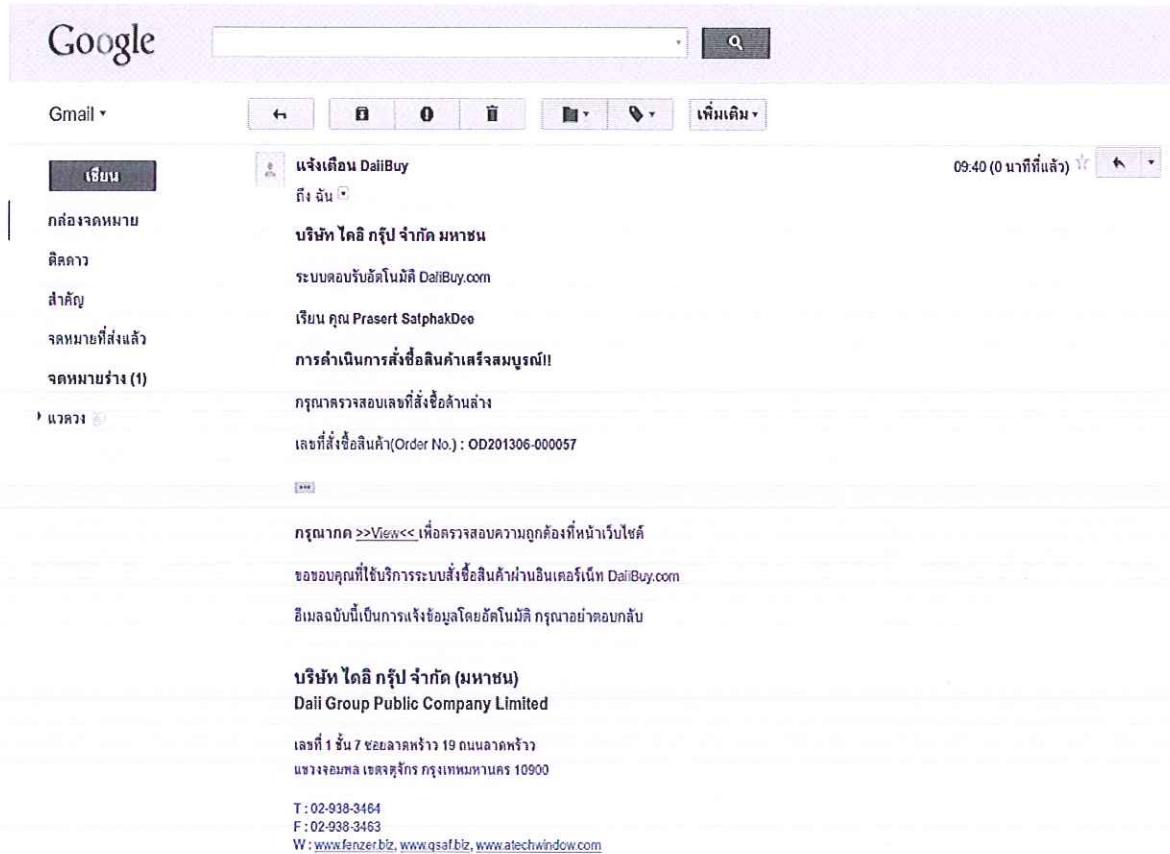 Google
Gmail
เพิ่มเติม
เขียน
แจ้งเตือน DaiiBuy
09:40 (0 นาทีที่แล้ว)
ถึง ฉัน
กล่องจดหมาย
บริษัท ไดอิ กรุ๊ป จำกัด มหาชน
ติดดาว
ระบบตอบรับอัตโนมัติ DaiiBuy.com
สำคัญ
เรียน คุณ Prasert SatphakDee
จดหมายที่ส่งแล้ว
การดำเนินการสั่งซื้อสินค้าเสร็จสมบูรณ์!!
จดหมายร่าง (1)
กรุณาตรวจสอบเลขที่สั่งซื้อด้านล่าง
แวดวง
เลขที่สั่งซื้อสินค้า(Order No.) : OD201306-000057
กรุณากด >>View<< เพื่อตรวจสอบความถูกต้องที่หน้าเว็บไซต์
ขอขอบคุณที่ใช้บริการระบบสั่งซื้อสินค้าผ่านอินเตอร์เน็ท DaiiBuy.com
อีเมลฉบับนี้เป็นการแจ้งข้อมูลโดยอัตโนมัติ กรุณาอย่าตอบกลับ
บริษัท ไดอิ กรุ๊ป จำกัด (มหาชน)
Daii Group Public Company Limited
เลขที่ 1 ชั้น 7 ซอยลาดพร้าว 19 ถนนลาดพร้าว
แขวงจอมพล เขตจตุจักร กรุงเทพมหานคร 10900
T : 02-938-3464
F : 02-938-3463
W : www.fenzer.biz, www.qsaf.biz, www.atechwindow.com